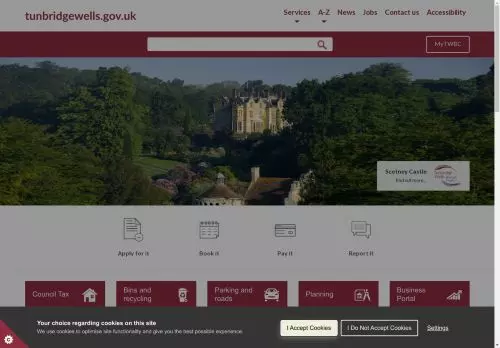 tunbridgewells.gov.uk
Services A-Z News Jobs Contact us Accessibility
MyTWBC
Scotney Castle
Find out more...
Apply for it Book it Pay it Report it
Council Tax
Bins and
recycling
Parking and
roads
Planning
Business
Portal
Your choice regarding cookies on this site
We use cookies to optimise site functionality and give you the best possible experience.
I Accept Cookies
I Do Not Accept Cookies
Settings